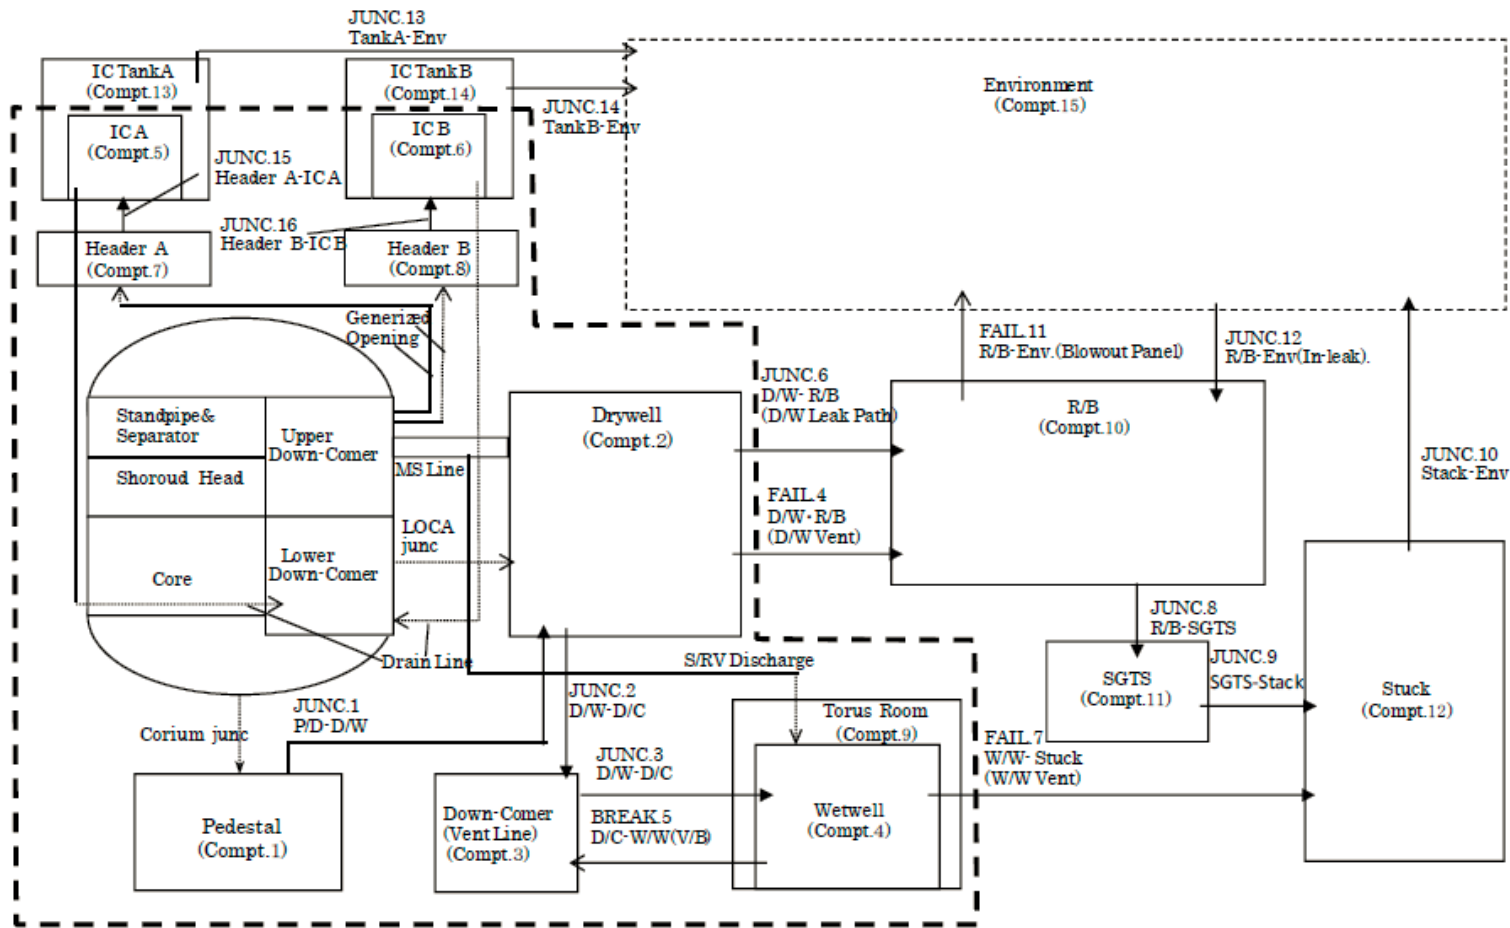 JUNC.13
TankA-Env
IC TankA
(Compt.13)
IC TankB
(Compt.14)
JUNC.14
TankB-Env
Environment
(Compt.15)
IC A
(Compt.5)
IC B
(Compt.6)
JUNC.15
Header A-IC A
JUNC.16
Header B-IC B
Header A
(Compt.7)
Header B
(Compt.8)
Generized
Opening
FAIL.11
R/B-Env.(Blowout Panel)
JUNC.12
R/B-Env(In-leak).
JUNC.6
D/W- R/B
(D/W Leak Path)
Standpipe&
Separator
Upper
Down-Comer
Shoroud Head
MS Line
Drywell
(Compt.2)
R/B
(Compt.10)
JUNC.10
Stack-Env
FAIL.4
D/W-R/B
(D/W Vent)
LOCA
junc
Core
Lower
Down-Comer
JUNC.8
R/B-SGTS
Drain Line
S/RV Discharge
JUNC.9
SGTS-Stack
SGTS
(Compt.11)
Stuck
(Compt.12)
JUNC.1
P/D-D/W
Corium junc
JUNC.2
D/W-D/C
Torus Room
(Compt.9)
FAIL.7
W/W- Stuck
(W/W Vent)
JUNC.3
D/W-D/C
Pedestal
(Compt.1)
Down-Comer
(Vent Line)
(Compt.3)
BREAK.5
D/C-W/W(V/B)
Wetwell
(Compt.4)